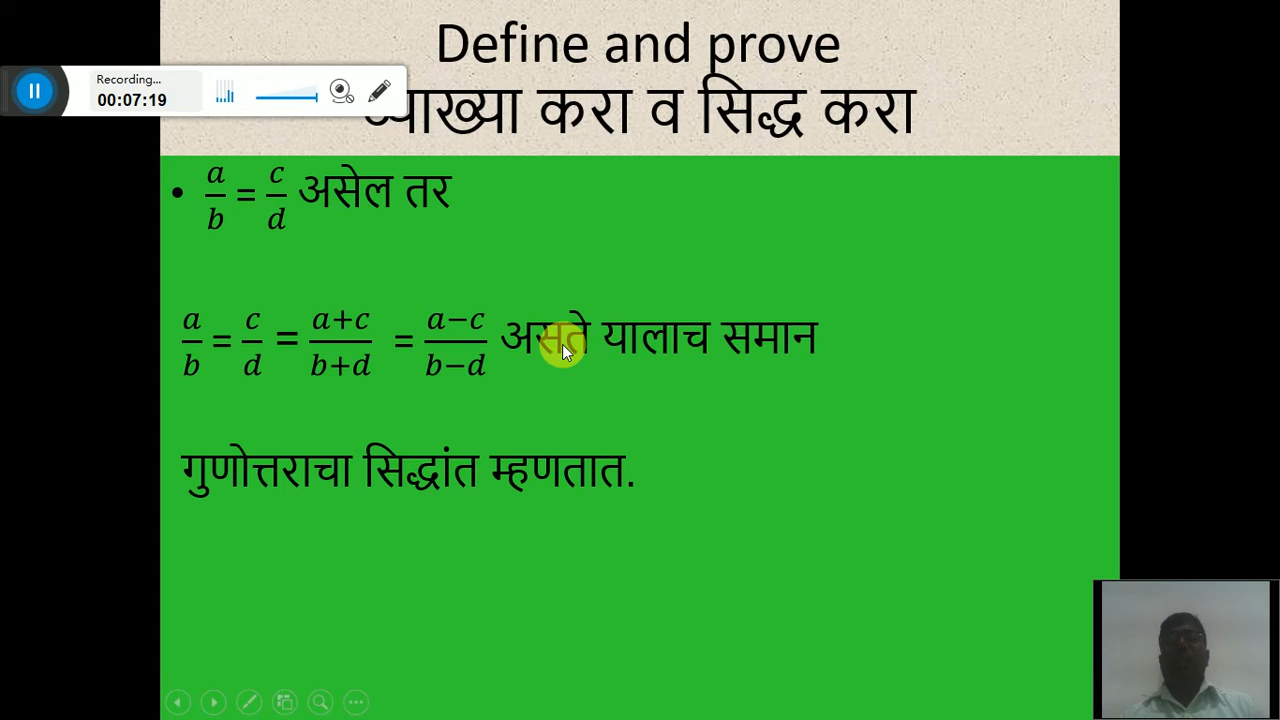 Define and prove
व्याख्या करा व सिद्ध करा
Recording...
00:07:19
• a/b = c/d असेल तर
a/b = c/d = a+c/b+d = a−c/b−d असते यालाच समान
गुणोत्तराचा सिद्धांत म्हणतात.